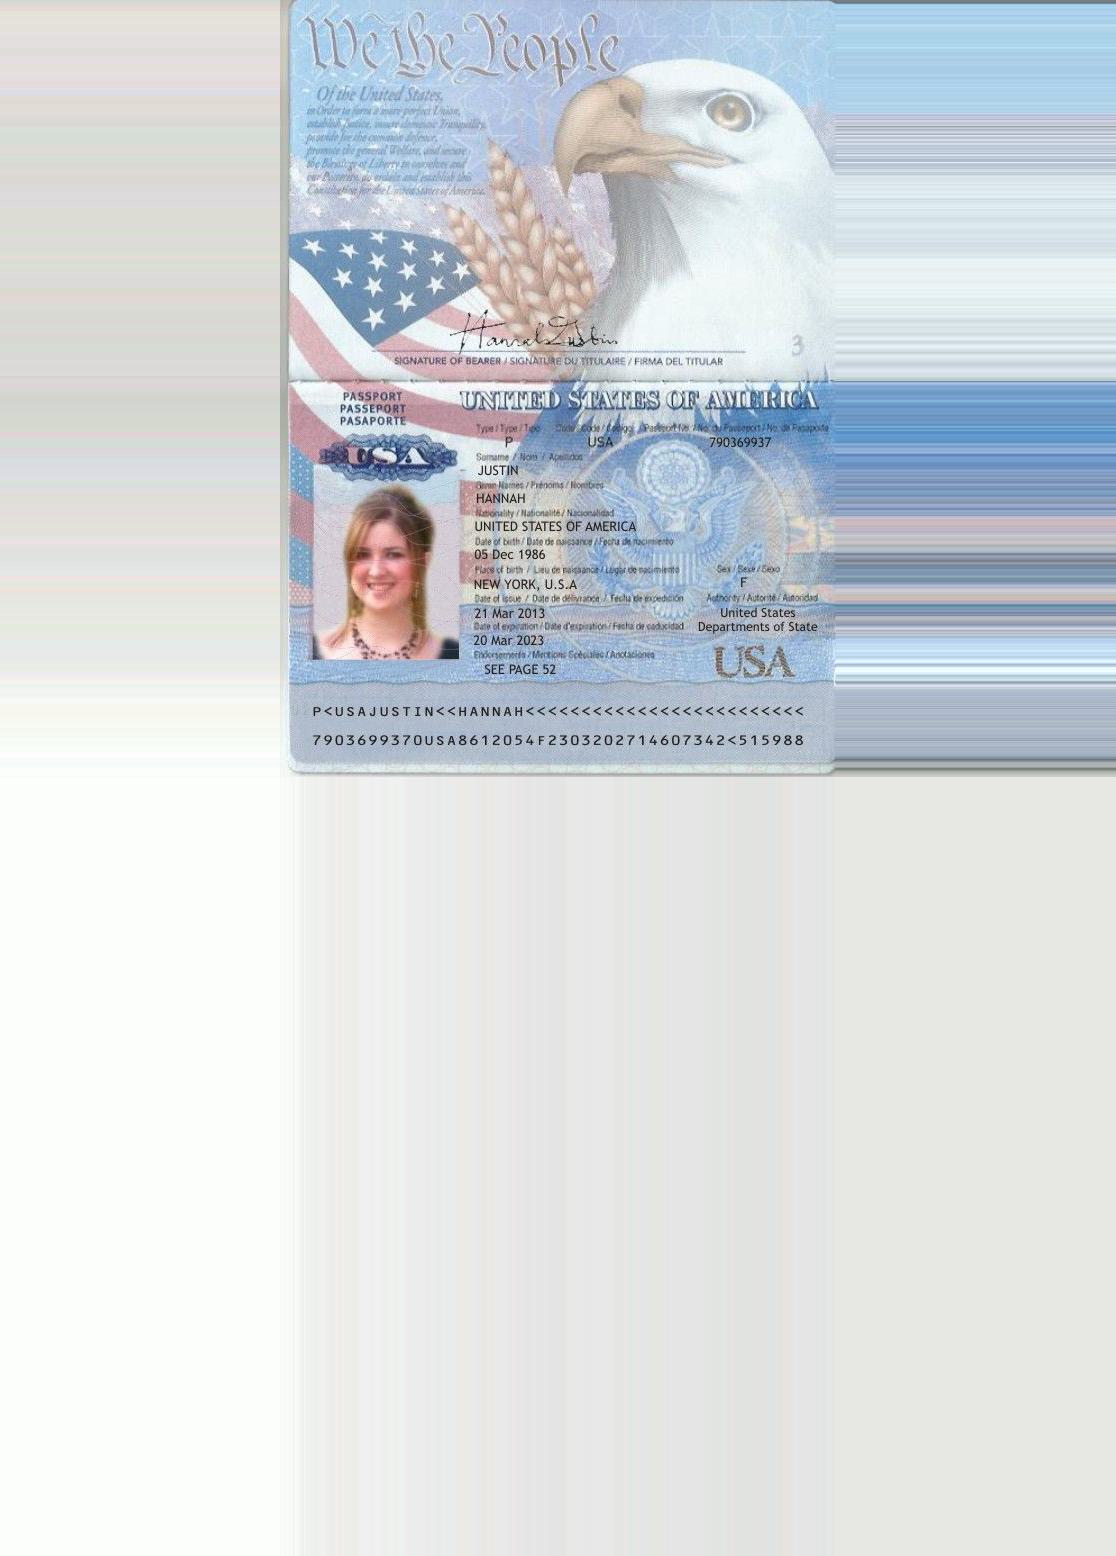 We the People
Of the United States,
in Order to form a more perfect Union,
establish Justice, insure domestic Tranquility,
provide for the common defence,
promote the general Welfare, and secure
the Blessings of Liberty to ourselves and
our Posterity, do ordain and establish this
Constitution for the United States of America.
Hannah Justin
3
SIGNATURE OF BEARER / SIGNATURE DU TITULAIRE / FIRMA DEL TITULAR
PASSPORT
PASSEPORT
PASAPORTE
USA
UNITED STATES OF AMERICA
Type / Type / Tipo Code / Code / Codigo Passport No. / No. du Passeport / No. de Pasaporte
P USA 790369937
Surname / Nom / Apellidos
JUSTIN
Given Names / Prénoms / Nombres
HANNAH
Nationality / Nationalité / Nacionalidad
UNITED STATES OF AMERICA
Date of birth / Date de naissance / Fecha de nacimiento
05 Dec 1986
Place of birth / Lieu de naissance / Lugar de nacimiento Sex / Sexe / Sexo
NEW YORK, U.S.A F
Date of issue / Date de délivrance / Fecha de expedición Authority / Autorité / Autoridad
21 Mar 2013 United States
Date of expiration / Date d'expiration / Fecha de caducidad Departments of State
20 Mar 2023
Endorsements / Mentions Spéciales / Anotaciones
SEE PAGE 52 USA
P<USAJUSTIN<<HANNAH<<<<<<<<<<<<<<<<<<<<<<<<<
7903699370USA8612054F2303202714607342<515988